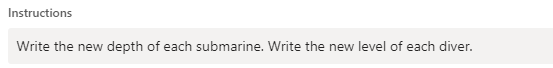 Instructions
Write the new depth of each submarine. Write the new level of each diver.